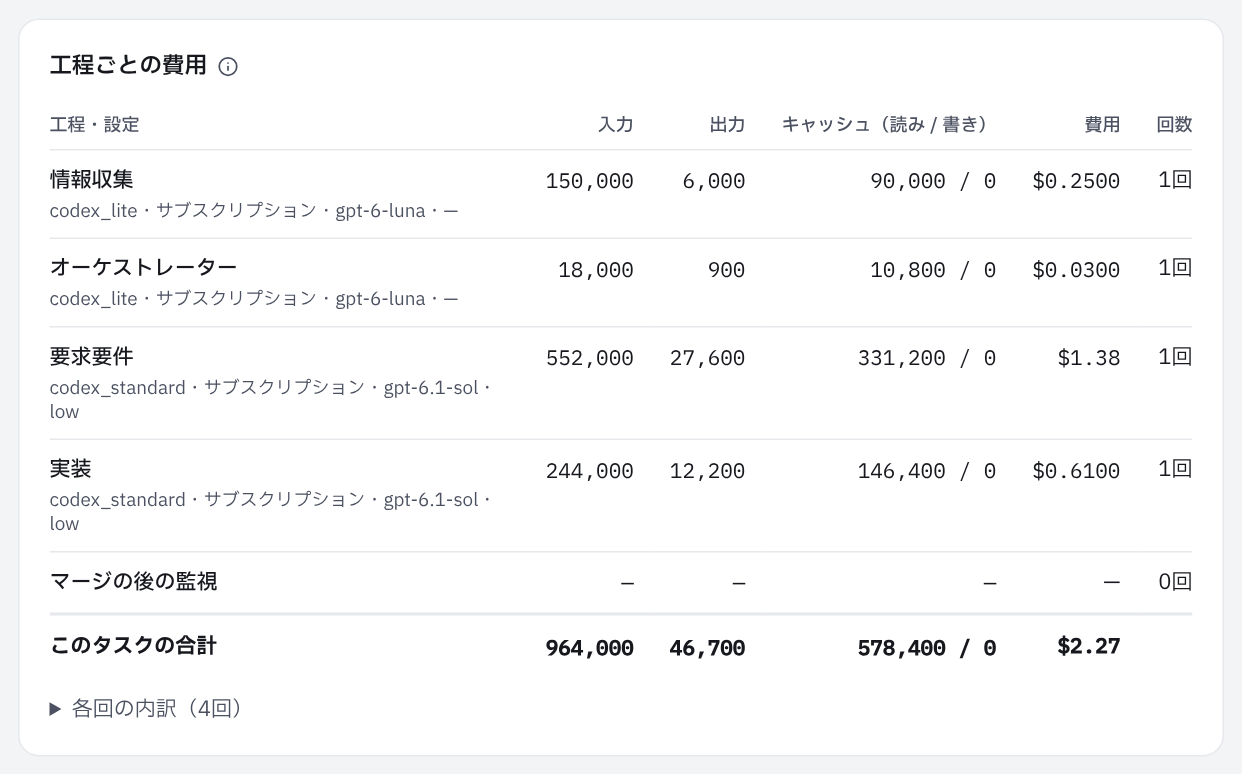 工程ごとの費用
工程・設定 入力 出力 キャッシュ（読み / 書き） 費用 回数
情報収集 150,000 6,000 90,000 / 0 $0.2500 1回
codex_lite・サブスクリプション・gpt-6-luna・—
オーケストレーター 18,000 900 10,800 / 0 $0.0300 1回
codex_lite・サブスクリプション・gpt-6-luna・—
要求要件 552,000 27,600 331,200 / 0 $1.38 1回
codex_standard・サブスクリプション・gpt-6.1-sol・
low
実装 244,000 12,200 146,400 / 0 $0.6100 1回
codex_standard・サブスクリプション・gpt-6.1-sol・
low
マージの後の監視 — — — — 0回
このタスクの合計 964,000 46,700 578,400 / 0 $2.27
▶ 各回の内訳（4回）